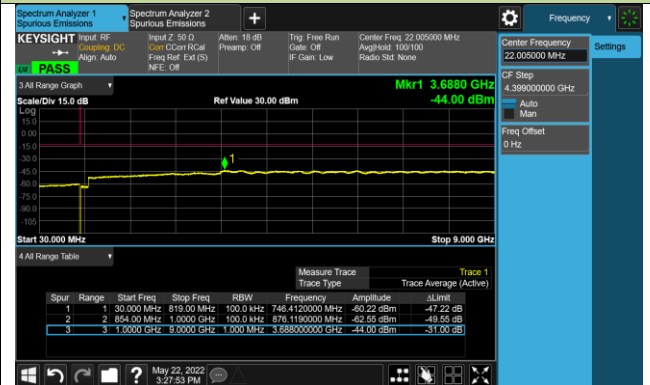 Spectrum Analyzer 1
Spurious Emissions
Spectrum Analyzer 2
Spurious Emissions
Frequency
KEYSIGHT
Input: RF
Coupling: DC
Align: Auto
Input Z: 50 Ω
Corr CCorr RCal
Freq Ref: Ext (S)
NFE: Off
Atten: 18 dB
Preamp: Off
Trig: Free Run
Gate: Off
IF Gain: Low
Center Freq: 22.005000 MHz
Avg|Hold: 100/100
Radio Std: None
PASS
Center Frequency
22.005000 MHz
Settings
CF Step
4.399000000 GHz
Auto
Man
Freq Offset
0 Hz
3 All Range Graph
Mkr1 3.6880 GHz
Scale/Div 15.0 dB
Ref Value 30.00 dBm
-44.00 dBm
Log
15.0
0.00
-15.0
-30.0
-45.0
-60.0
-75.0
-90.0
-105
1
Start 30.000 MHz
Stop 9.000 GHz
4 All Range Table
Measure Trace Trace 1
Trace Type Trace Average (Active)
Spur Range Start Freq Stop Freq RBW Frequency Amplitude ΔLimit
1 1 30.000 MHz 819.00 MHz 100.0 kHz 746.4120000 MHz -60.22 dBm -47.22 dB
2 2 854.00 MHz 1.0000 GHz 100.0 kHz 876.1190000 MHz -62.55 dBm -49.55 dB
3 3 1.0000 GHz 9.0000 GHz 1.000 MHz 3.688000000 GHz -44.00 dBm -31.00 dB
May 22, 2022
3:27:53 PM